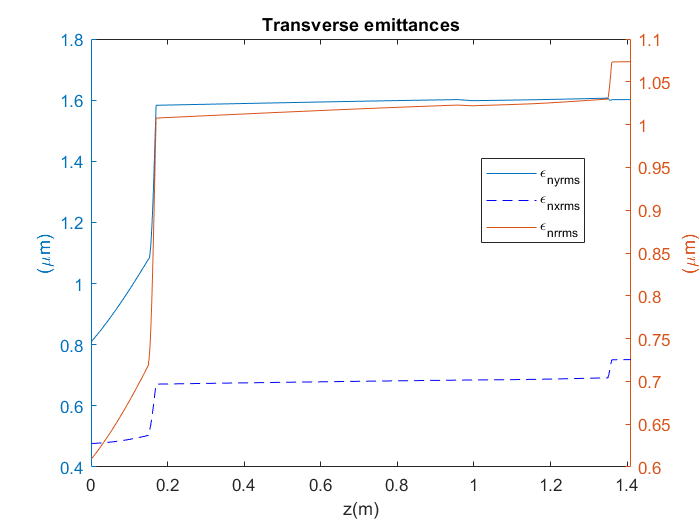 Transverse emittances
1.8
1.6
1.4
1.2
1
0.8
0.6
0.4
(μm)
1.1
1.05
1
0.95
0.9
0.85
0.8
0.75
0.7
0.65
0.6
(μm)
ϵnyrms
ϵnxrms
ϵnrrms
0 0.2 0.4 0.6 0.8 1 1.2 1.4
z(m)